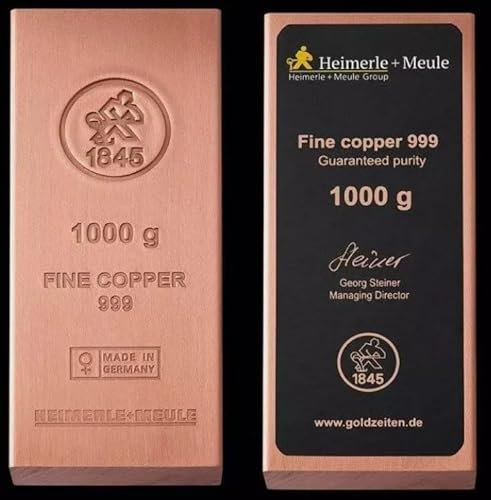 1845
1000 g
FINE COPPER
999
MADE IN
GERMANY
HEIMERLE+MEULE
Heimerle + Meule
Heimerle + Meule Group
Fine copper 999
Guaranteed purity
1000 g
Steiner
Georg Steiner
Managing Director
1845
www.goldzeiten.de